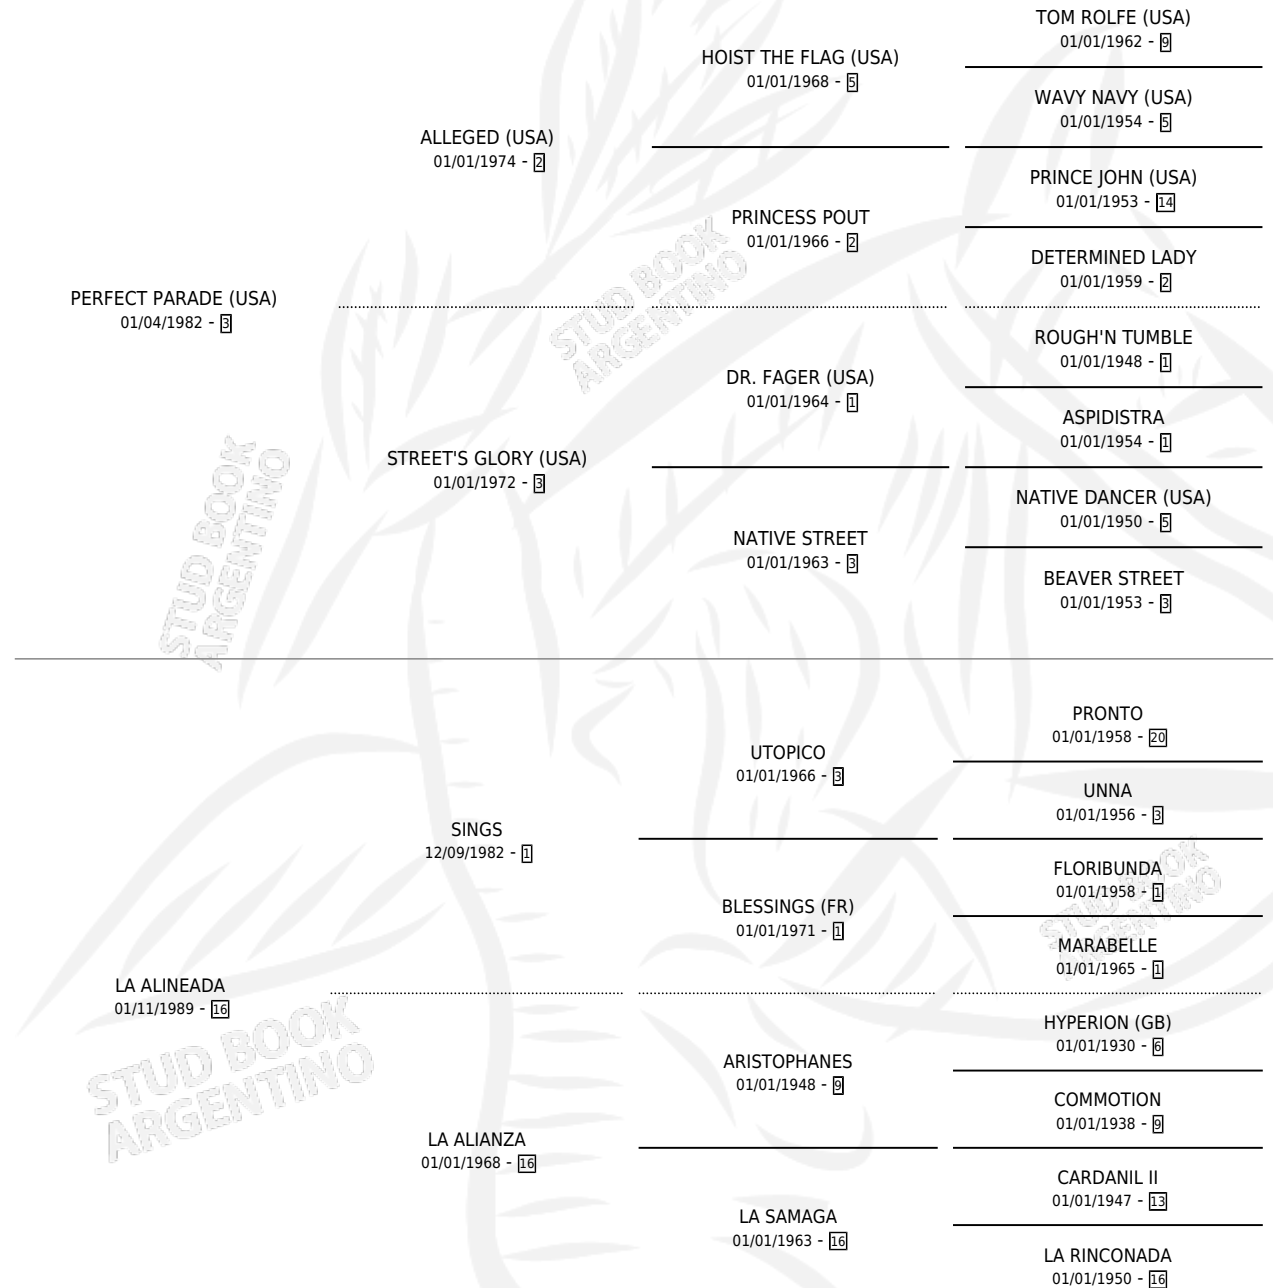 TOM ROLFE (USA)
01/01/1962 - 9
HOIST THE FLAG (USA)
01/01/1968 - 5
WAVY NAVY (USA)
01/01/1954 - 5
ALLEGED (USA)
01/01/1974 - 2
PRINCE JOHN (USA)
01/01/1953 - 14
PRINCESS POUT
01/01/1966 - 2
DETERMINED LADY
01/01/1959 - 2
PERFECT PARADE (USA)
01/04/1982 - 3
ROUGH'N TUMBLE
01/01/1948 - 1
DR. FAGER (USA)
01/01/1964 - 1
ASPIDISTRA
01/01/1954 - 1
STREET'S GLORY (USA)
01/01/1972 - 3
NATIVE DANCER (USA)
01/01/1950 - 5
NATIVE STREET
01/01/1963 - 3
BEAVER STREET
01/01/1953 - 3
PRONTO
01/01/1958 - 20
UTOPICO
01/01/1966 - 3
UNNA
01/01/1956 - 3
SINGS
12/09/1982 - 1
FLORIBUNDA
01/01/1958 - 1
BLESSINGS (FR)
01/01/1971 - 1
MARABELLE
01/01/1965 - 1
LA ALINEADA
01/11/1989 - 16
HYPERION (GB)
01/01/1930 - 6
ARISTOPHANES
01/01/1948 - 9
COMMOTION
01/01/1938 - 9
LA ALIANZA
01/01/1968 - 16
CARDANIL II
01/01/1947 - 13
LA SAMAGA
01/01/1963 - 16
LA RINCONADA
01/01/1950 - 16
STUD BOOK
ARGENTINO
STUD BOOK
ARGENTINO
STUD BOOK
ARGENTINO
STUD BOOK
ARGENTINO